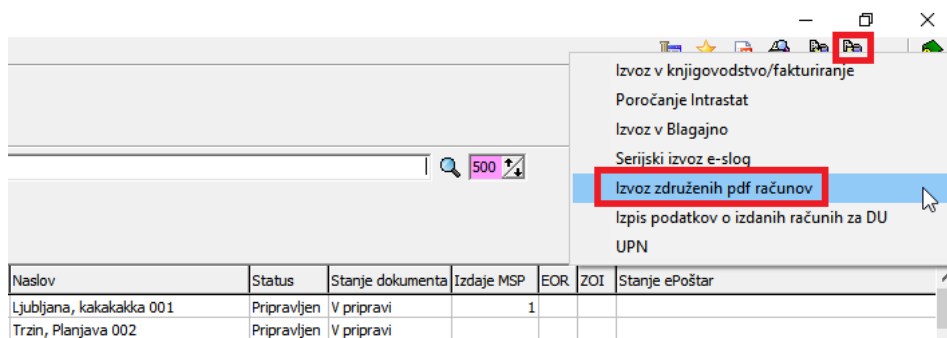 Izvoz v knjigovodstvo/fakturiranje
Poročanje Intrastat
Izvoz v Blagajno
500
Serijski izvoz e-slog
Izvoz združenih pdf računov
Izpis podatkov o izdanih računih za DU
UPN
Naslov Status Stanje dokumenta Izdaje MSP EOR ZOI Stanje ePoštar
Ljubljana, kakakakka 001 Pripravljen V pripravi 1
Trzin, Planjava 002 Pripravljen V pripravi